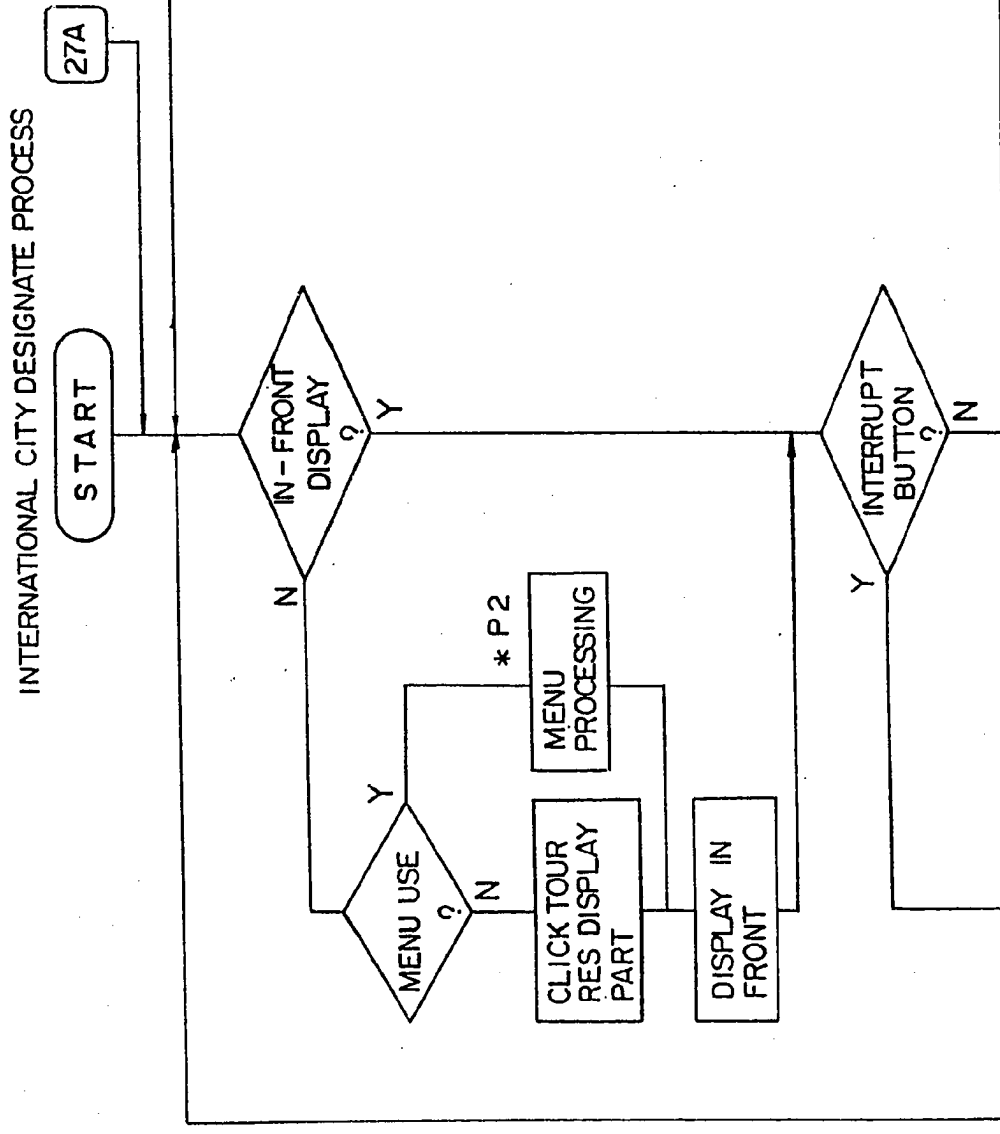 INTERNATIONAL CITY DESIGNATE PROCESS
START
27A
IN-FRONT
DISPLAY
?
N
Y
MENU USE
?
Y
N
* P2
MENU
PROCESSING
CLICK TOUR
RES DISPLAY
PART
DISPLAY IN
FRONT
INTERRUPT
BUTTON
?
Y
N